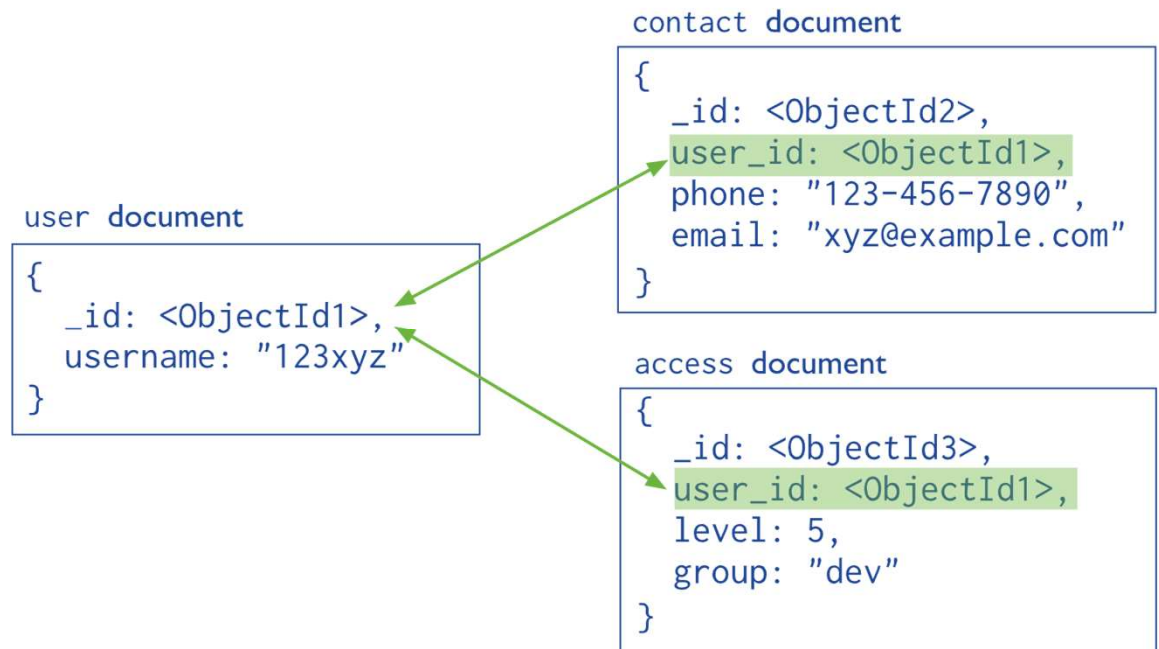 user document
{
_id: <ObjectId1>,
username: "123xyz"
}
contact document
{
_id: <ObjectId2>,
user_id: <ObjectId1>,
phone: "123-456-7890",
email: "xyz@example.com"
}
access document
{
_id: <ObjectId3>,
user_id: <ObjectId1>,
level: 5,
group: "dev"
}